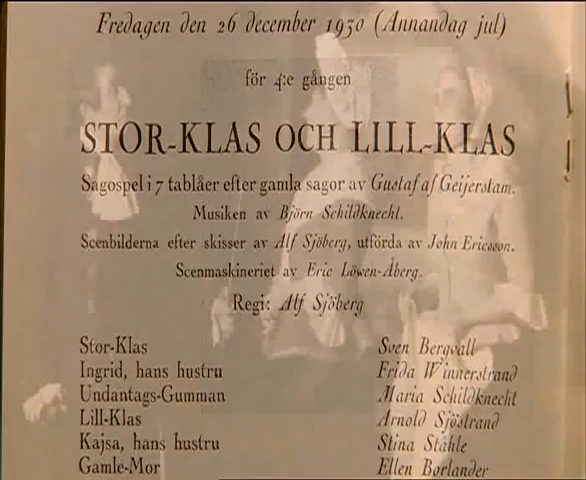 Fredagen den 26 december 1930 (Annandag jul)
för 4:e gången
STOR-KLAS OCH LILL-KLAS
Sagospel i 7 tablåer efter gamla sagor av Gustaf af Geijerstam.
Musiken av Björn Schildknecht.
Scenbilderna efter skisser av Alf Sjöberg, utförda av John Ericsson.
Scenmaskineriet av Eric Löwen-Åberg.
Regi: Alf Sjöberg
Stor-Klas Sven Bergvall
Ingrid, hans hustru Frida Winnerstrand
Undantags-Gumman Maria Schildknecht
Lill-Klas Arnold Sjöstrand
Kajsa, hans hustru Stina Ståhle
Gamle-Mor Ellen Borlander